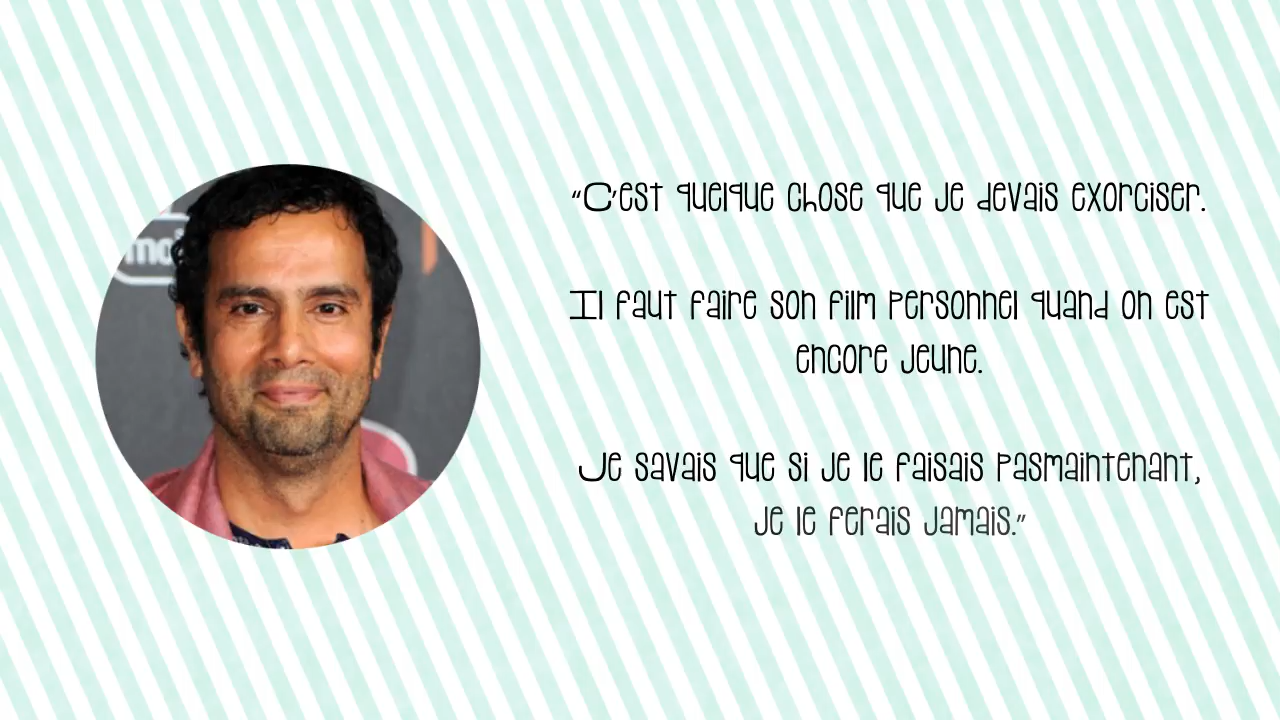 “C’est quelque chose que je devais exorciser.
Il faut faire son film personnel quand on est
encore jeune.
Je savais que si je le faisais pasmaintenant,
je le ferais jamais.”